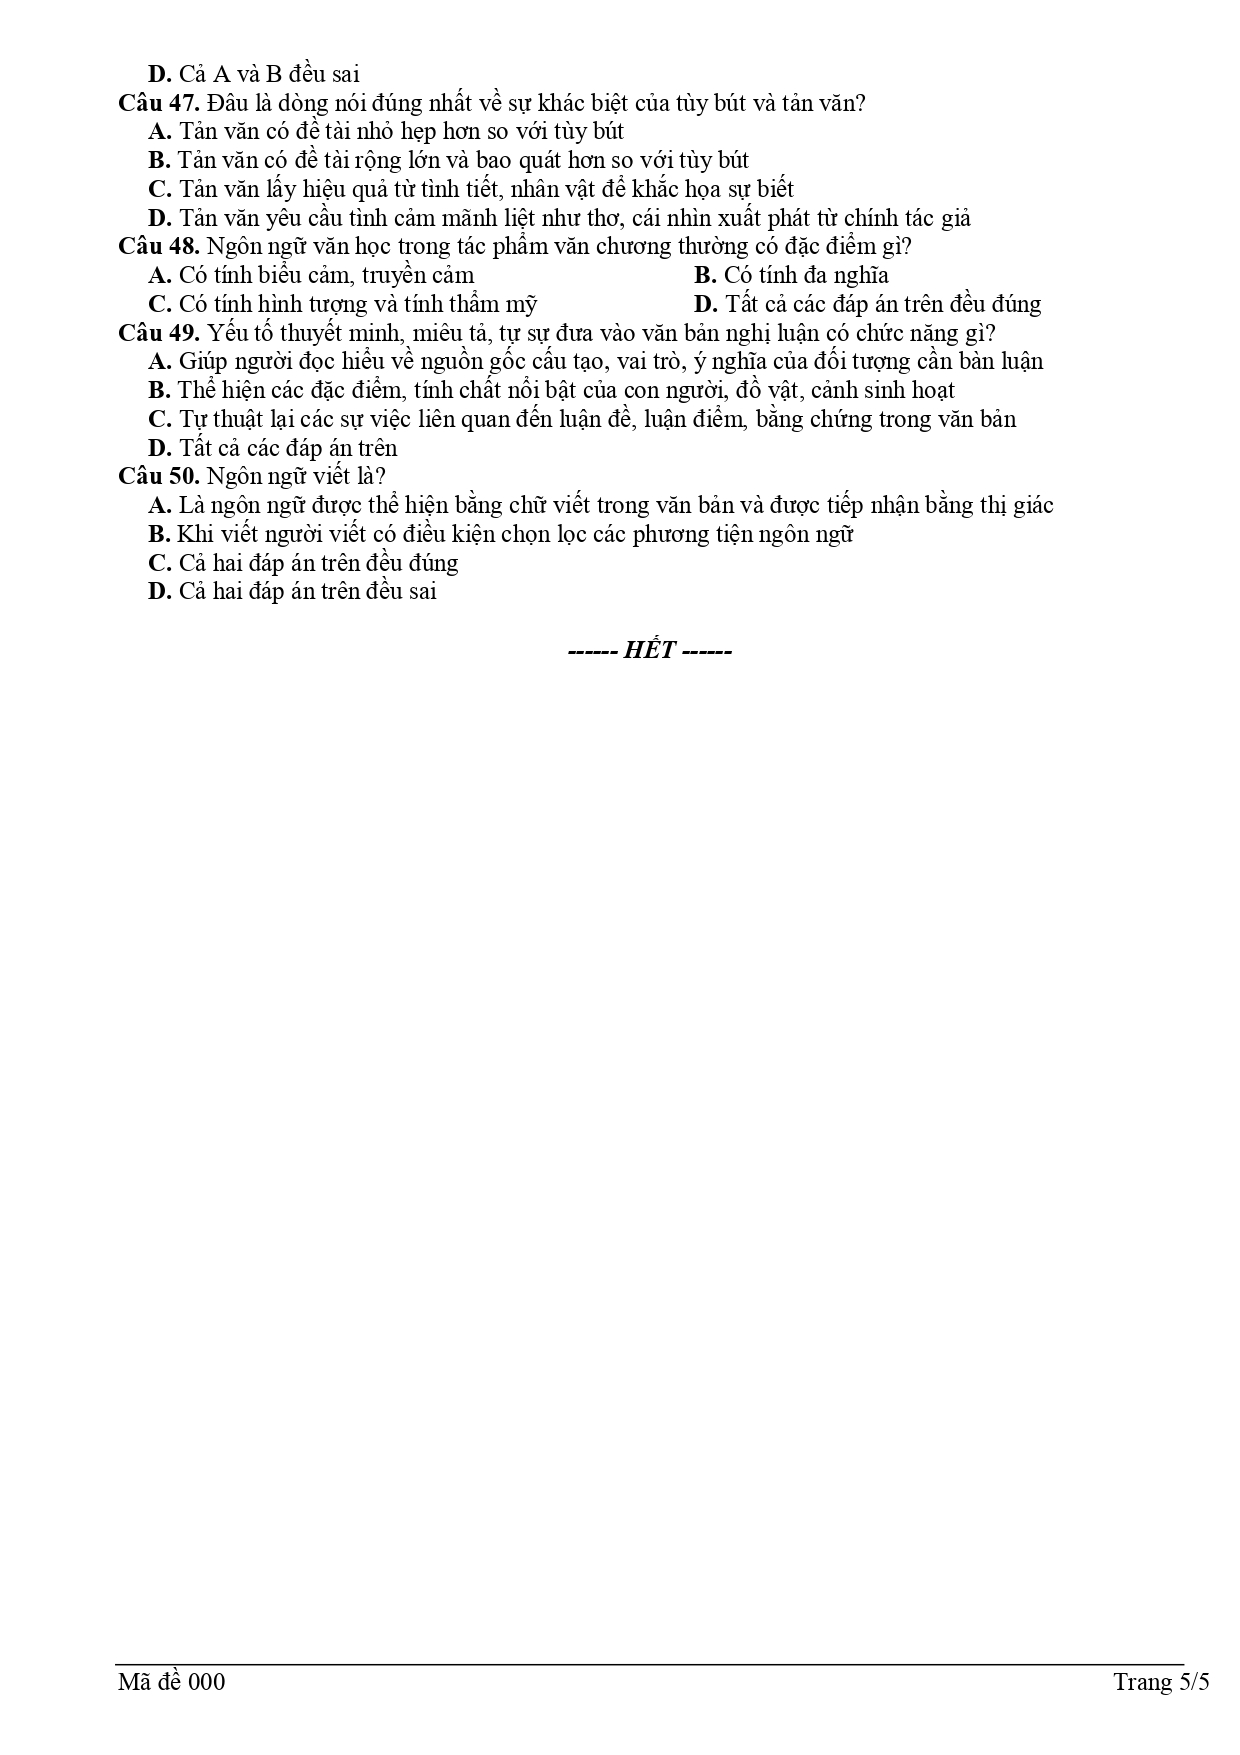 D. Cả A và B đều sai
Câu 47. Đâu là dòng nói đúng nhất về sự khác biệt của tùy bút và tản văn?
A. Tản văn có đề tài nhỏ hẹp hơn so với tùy bút
B. Tản văn có đề tài rộng lớn và bao quát hơn so với tùy bút
C. Tản văn lấy hiệu quả từ tình tiết, nhân vật để khắc họa sự biết
D. Tản văn yêu cầu tình cảm mãnh liệt như thơ, cái nhìn xuất phát từ chính tác giả
Câu 48. Ngôn ngữ văn học trong tác phẩm văn chương thường có đặc điểm gì?
A. Có tính biểu cảm, truyền cảm B. Có tính đa nghĩa
C. Có tính hình tượng và tính thẩm mỹ D. Tất cả các đáp án trên đều đúng
Câu 49. Yếu tố thuyết minh, miêu tả, tự sự đưa vào văn bản nghị luận có chức năng gì?
A. Giúp người đọc hiểu về nguồn gốc cấu tạo, vai trò, ý nghĩa của đối tượng cần bàn luận
B. Thể hiện các đặc điểm, tính chất nổi bật của con người, đồ vật, cảnh sinh hoạt
C. Tự thuật lại các sự việc liên quan đến luận đề, luận điểm, bằng chứng trong văn bản
D. Tất cả các đáp án trên
Câu 50. Ngôn ngữ viết là?
A. Là ngôn ngữ được thể hiện bằng chữ viết trong văn bản và được tiếp nhận bằng thị giác
B. Khi viết người viết có điều kiện chọn lọc các phương tiện ngôn ngữ
C. Cả hai đáp án trên đều đúng
D. Cả hai đáp án trên đều sai
------ HẾT ------
Mã đề 000 Trang 5/5